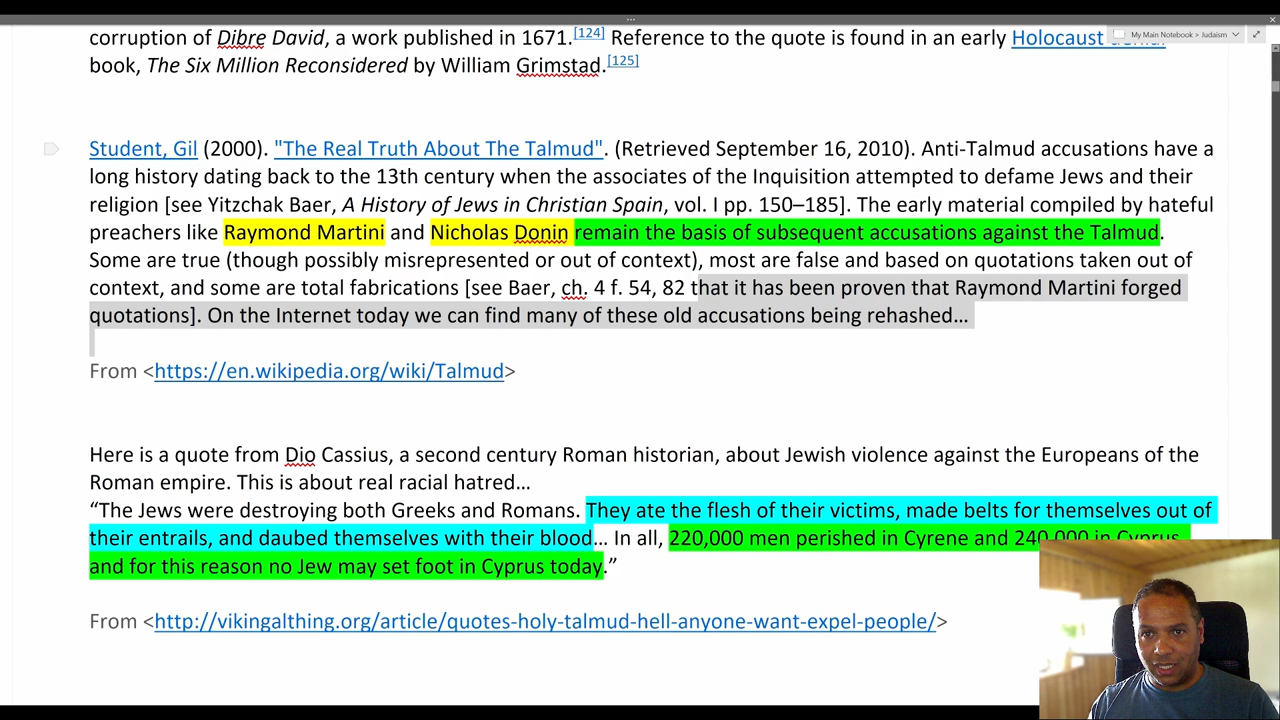 corruption of Dibre David, a work published in 1671.[124] Reference to the quote is found in an early Holocaust
My Main Notebook > Judaism
book, The Six Million Reconsidered by William Grimstad.[125]
Student, Gil (2000). "The Real Truth About The Talmud". (Retrieved September 16, 2010). Anti-Talmud accusations have a
long history dating back to the 13th century when the associates of the Inquisition attempted to defame Jews and their
religion [see Yitzchak Baer, A History of Jews in Christian Spain, vol. I pp. 150–185]. The early material compiled by hateful
preachers like Raymond Martini and Nicholas Donin remain the basis of subsequent accusations against the Talmud.
Some are true (though possibly misrepresented or out of context), most are false and based on quotations taken out of
context, and some are total fabrications [see Baer, ch. 4 f. 54, 82 that it has been proven that Raymond Martini forged
quotations]. On the Internet today we can find many of these old accusations being rehashed…
From <https://en.wikipedia.org/wiki/Talmud>
Here is a quote from Dio Cassius, a second century Roman historian, about Jewish violence against the Europeans of the
Roman empire. This is about real racial hatred…
“The Jews were destroying both Greeks and Romans. They ate the flesh of their victims, made belts for themselves out of
their entrails, and daubed themselves with their blood… In all, 220,000 men perished in Cyrene and 240,000 in Cyprus
and for this reason no Jew may set foot in Cyprus today.”
From <http://vikingalthing.org/article/quotes-holy-talmud-hell-anyone-want-expel-people/>